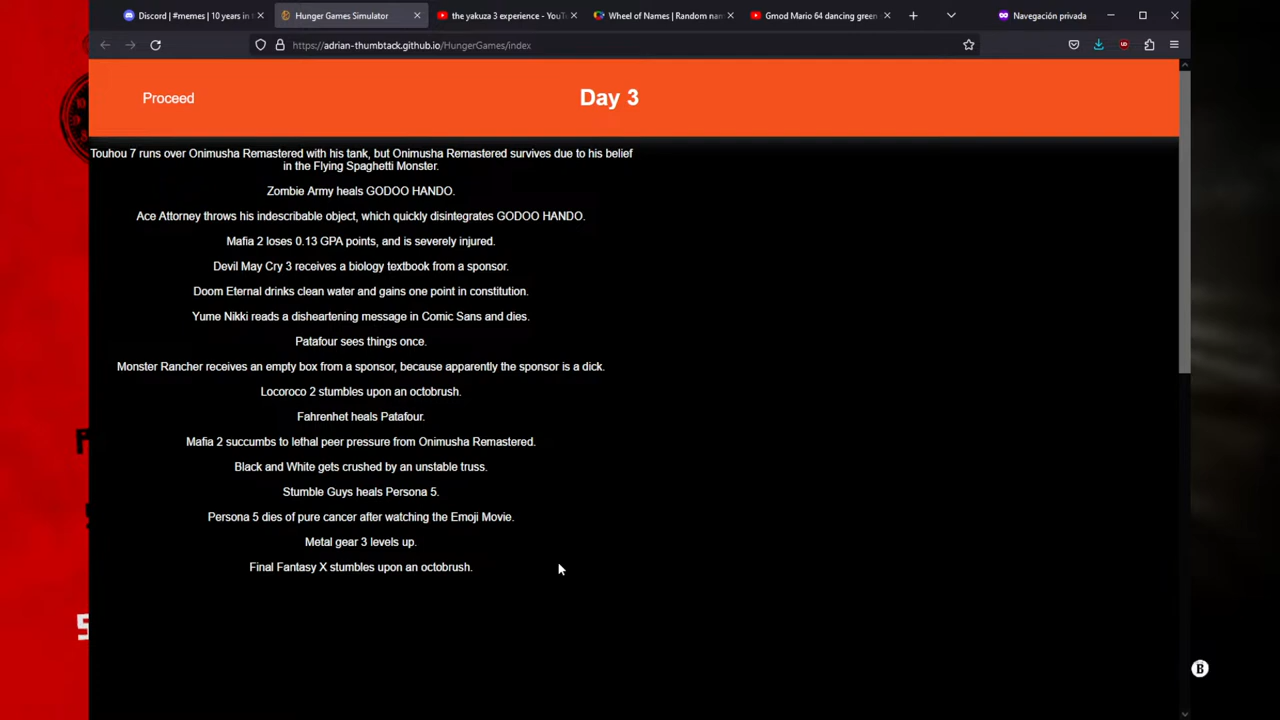 Discord | #memes | 10 years in t
Hunger Games Simulator
the yakuza 3 experience - YouT
Wheel of Names | Random nam
Gmod Mario 64 dancing green
Navegación privada
https://adrian-thumbtack.github.io/HungerGames/index
Proceed
Day 3
Touhou 7 runs over Onimusha Remastered with his tank, but Onimusha Remastered survives due to his belief
in the Flying Spaghetti Monster.
Zombie Army heals GODOO HANDO.
Ace Attorney throws his indescribable object, which quickly disintegrates GODOO HANDO.
Mafia 2 loses 0.13 GPA points, and is severely injured.
Devil May Cry 3 receives a biology textbook from a sponsor.
Doom Eternal drinks clean water and gains one point in constitution.
Yume Nikki reads a disheartening message in Comic Sans and dies.
Patafour sees things once.
Monster Rancher receives an empty box from a sponsor, because apparently the sponsor is a dick.
Locoroco 2 stumbles upon an octobrush.
Fahrenhet heals Patafour.
Mafia 2 succumbs to lethal peer pressure from Onimusha Remastered.
Black and White gets crushed by an unstable truss.
Stumble Guys heals Persona 5.
Persona 5 dies of pure cancer after watching the Emoji Movie.
Metal gear 3 levels up.
Final Fantasy X stumbles upon an octobrush.
B